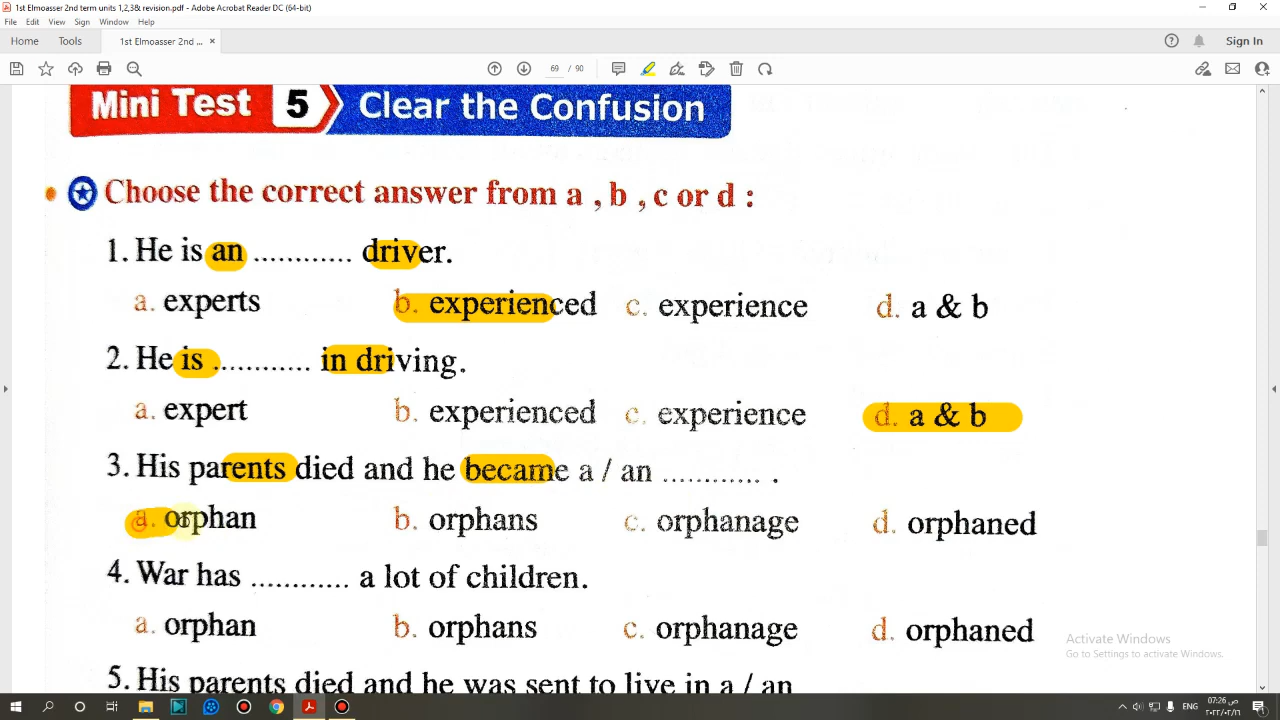 1st Elmoasser 2nd term units 1,2,3& revision.pdf - Adobe Acrobat Reader DC (64-bit)
File Edit View Sign Window Help
Home Tools 1st Elmoasser 2nd ... × Sign In
69 / 90
Mini Test 5 Clear the Confusion
Choose the correct answer from a , b , c or d :
1. He is an ............ driver.
a. experts b. experienced c. experience d. a & b
2. He is ............ in driving.
a. expert b. experienced c. experience d. a & b
3. His parents died and he became a / an ............ .
a. orphan b. orphans c. orphanage d. orphaned
4. War has ............ a lot of children.
a. orphan b. orphans c. orphanage d. orphaned
5. His parents died and he was sent to live in a / an
Activate Windows
Go to Settings to activate Windows.
ENG 07:26 ص
٢٠٢٢/٠٢/١٦